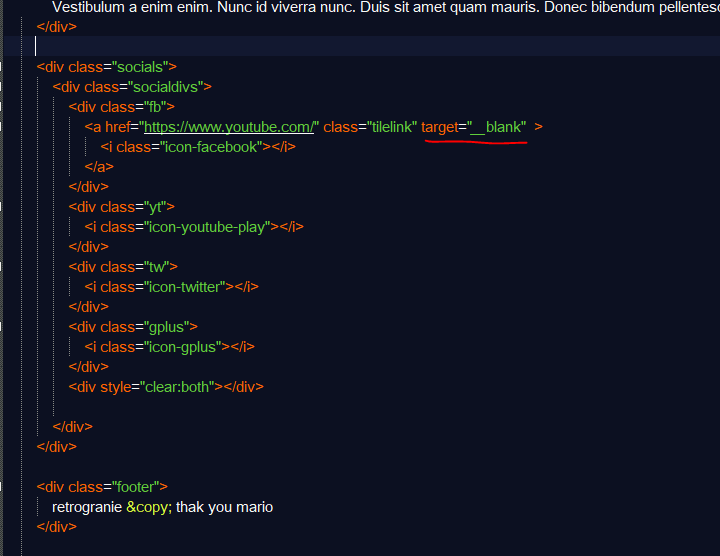 Vestibulum a enim enim. Nunc id viverra nunc. Duis sit amet quam mauris. Donec bibendum
</div>
<div class="socials">
<div class="socialdivs">
<div class="fb">
<a href="https://www.youtube.com/" class="tilelink" target="__blank" >
<i class="icon-facebook"></i>
</a>
</div>
<div class="yt">
<i class="icon-youtube-play"></i>
</div>
<div class="tw">
<i class="icon-twitter"></i>
</div>
<div class="gplus">
<i class="icon-gplus"></i>
</div>
<div style="clear:both"></div>
</div>
</div>
<div class="footer">
retrogranie &copy; thak you mario
</div>